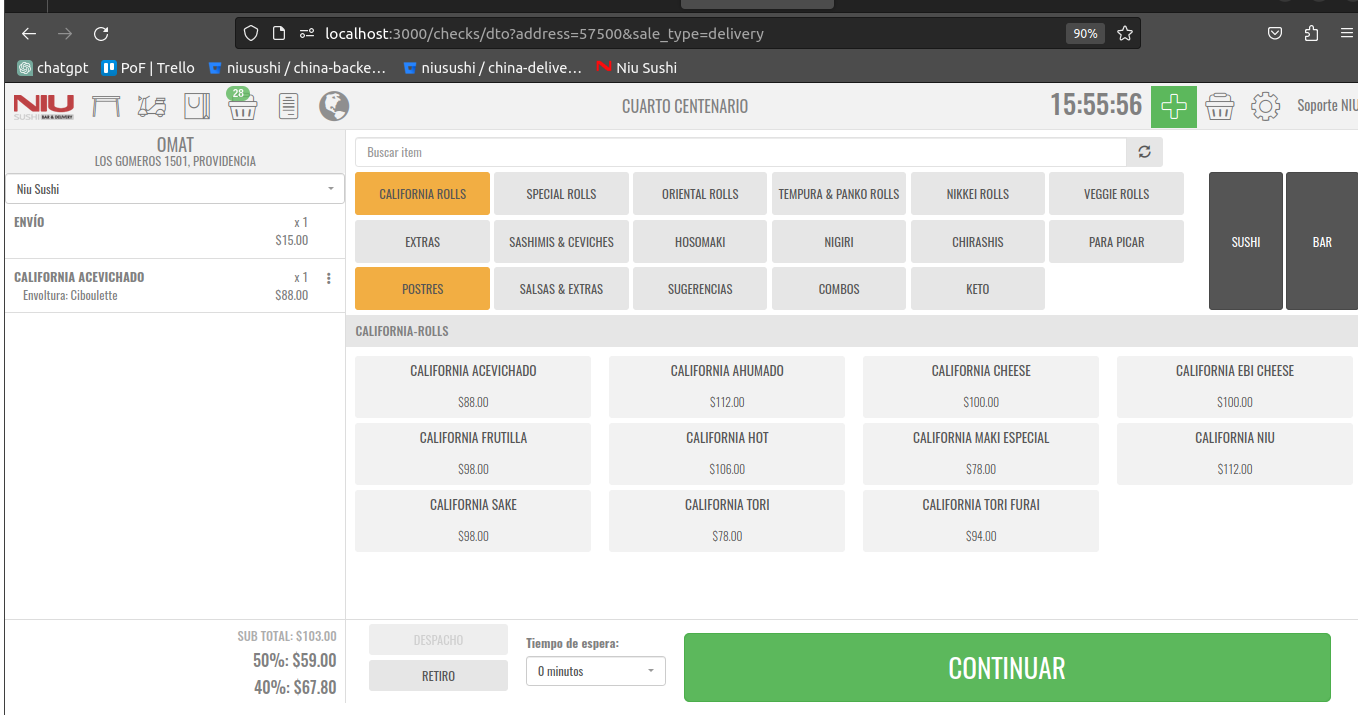 localhost:3000/checks/dto?address=57500&sale_type=delivery
90%
chatgpt
PoF | Trello
niusushi / china-backe...
niusushi / china-delive...
Niu Sushi
NIU
SUSHI BAR & DELIVERY
28
CUARTO CENTENARIO
15:55:56
Soporte NIU
OMAT
LOS GOMEROS 1501, PROVIDENCIA
Niu Sushi
ENVÍO
x 1
$15.00
CALIFORNIA ACEVICHADO
x 1
Envoltura: Ciboulette
$88.00
Buscar item
CALIFORNIA ROLLS
SPECIAL ROLLS
ORIENTAL ROLLS
TEMPURA & PANKO ROLLS
NIKKEI ROLLS
VEGGIE ROLLS
EXTRAS
SASHIMIS & CEVICHES
HOSOMAKI
NIGIRI
CHIRASHIS
PARA PICAR
POSTRES
SALSAS & EXTRAS
SUGERENCIAS
COMBOS
KETO
SUSHI
BAR
CALIFORNIA-ROLLS
CALIFORNIA ACEVICHADO
$88.00
CALIFORNIA AHUMADO
$112.00
CALIFORNIA CHEESE
$100.00
CALIFORNIA EBI CHEESE
$100.00
CALIFORNIA FRUTILLA
$98.00
CALIFORNIA HOT
$106.00
CALIFORNIA MAKI ESPECIAL
$78.00
CALIFORNIA NIU
$112.00
CALIFORNIA SAKE
$98.00
CALIFORNIA TORI
$78.00
CALIFORNIA TORI FURAI
$94.00
SUB TOTAL: $103.00
50%: $59.00
40%: $67.80
DESPACHO
RETIRO
Tiempo de espera:
0 minutos
CONTINUAR